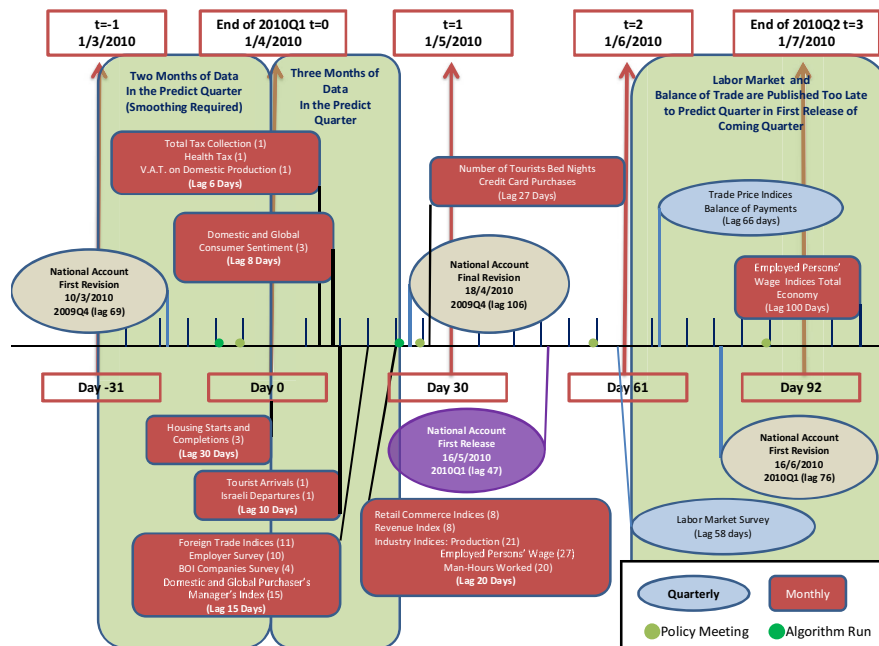 t=-1
1/3/2010
End of 2010Q1 t=0
1/4/2010
t=1
1/5/2010
t=2
1/6/2010
End of 2010Q2 t=3
1/7/2010
Two Months of Data
In the Predict Quarter
(Smoothing Required)
Three Months of
Data
In the Predict
Quarter
Labor Market and
Balance of Trade are Published Too Late
to Predict Quarter in First Release of
Coming Quarter
Total Tax Collection (1)
Health Tax (1)
V.A.T. on Domestic Production (1)
(Lag 6 Days)
Number of Tourists Bed Nights
Credit Card Purchases
(Lag 27 Days)
Trade Price Indices
Balance of Payments
(Lag 66 days)
Domestic and Global
Consumer Sentiment (3)
(Lag 8 Days)
National Account
First Revision
10/3/2010
2009Q4 (lag 69)
National Account
Final Revision
18/4/2010
2009Q4 (lag 106)
Employed Persons'
Wage Indices Total
Economy
(Lag 100 Days)
Day -31
Day 0
Day 30
Day 61
Day 92
Housing Starts and
Completions (3)
(Lag 30 Days)
National Account
First Release
16/5/2010
2010Q1 (lag 47)
National Account
First Revision
16/6/2010
2010Q1 (lag 76)
Tourist Arrivals (1)
Israeli Departures (1)
(Lag 10 Days)
Retail Commerce Indices (8)
Revenue Index (8)
Industry Indices: Production (21)
Employed Persons' Wage (27)
Man-Hours Worked (20)
(Lag 20 Days)
Labor Market Survey
(Lag 58 days)
Foreign Trade Indices (11)
Employer Survey (10)
BOI Companies Survey (4)
Domestic and Global Purchaser's
Manager's Index (15)
(Lag 15 Days)
Quarterly
Monthly
Policy Meeting
Algorithm Run